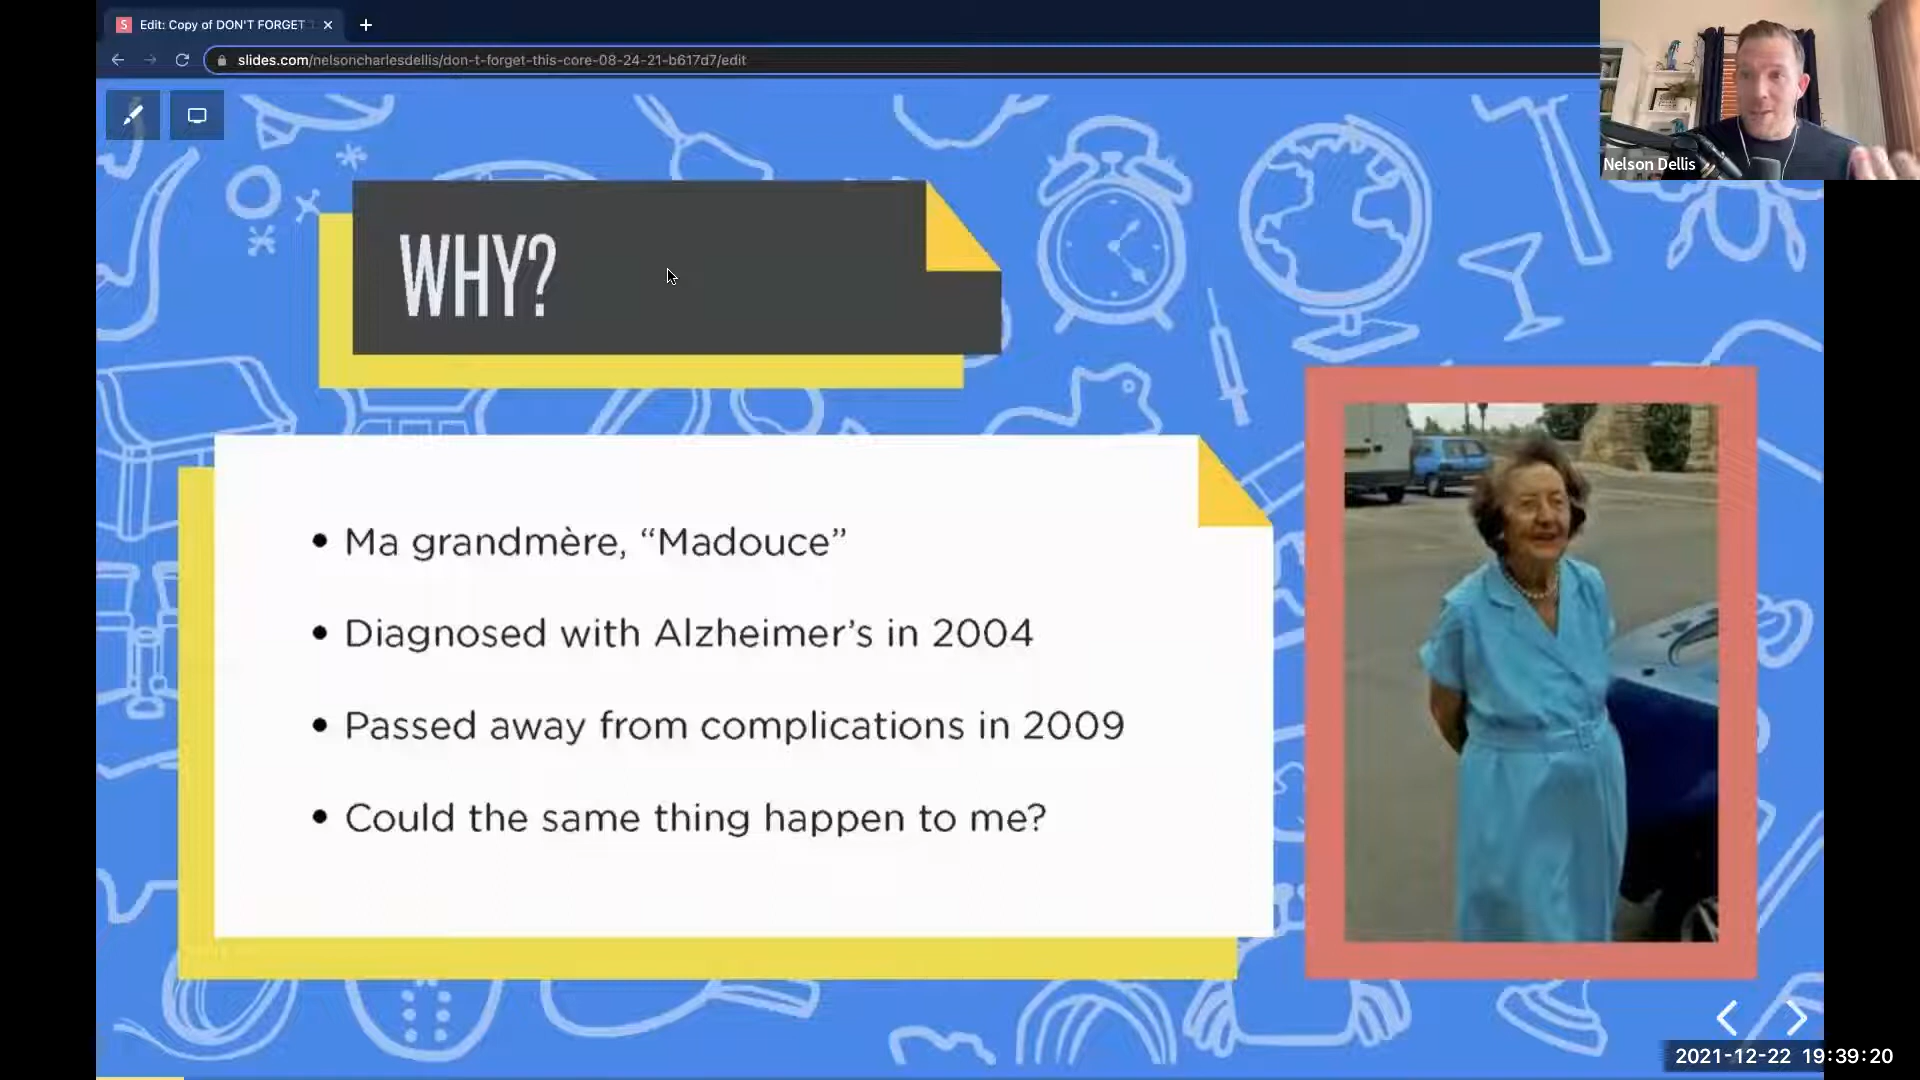 Edit: Copy of DON'T FORGET
slides.com/nelsoncharlesdellis/don-t-forget-this-core-08-24-21-b617d7/edit
Nelson Dellis
WHY?
Ma grandmère, “Madouce”
Diagnosed with Alzheimer’s in 2004
Passed away from complications in 2009
Could the same thing happen to me?
2021-12-22 19:39:20